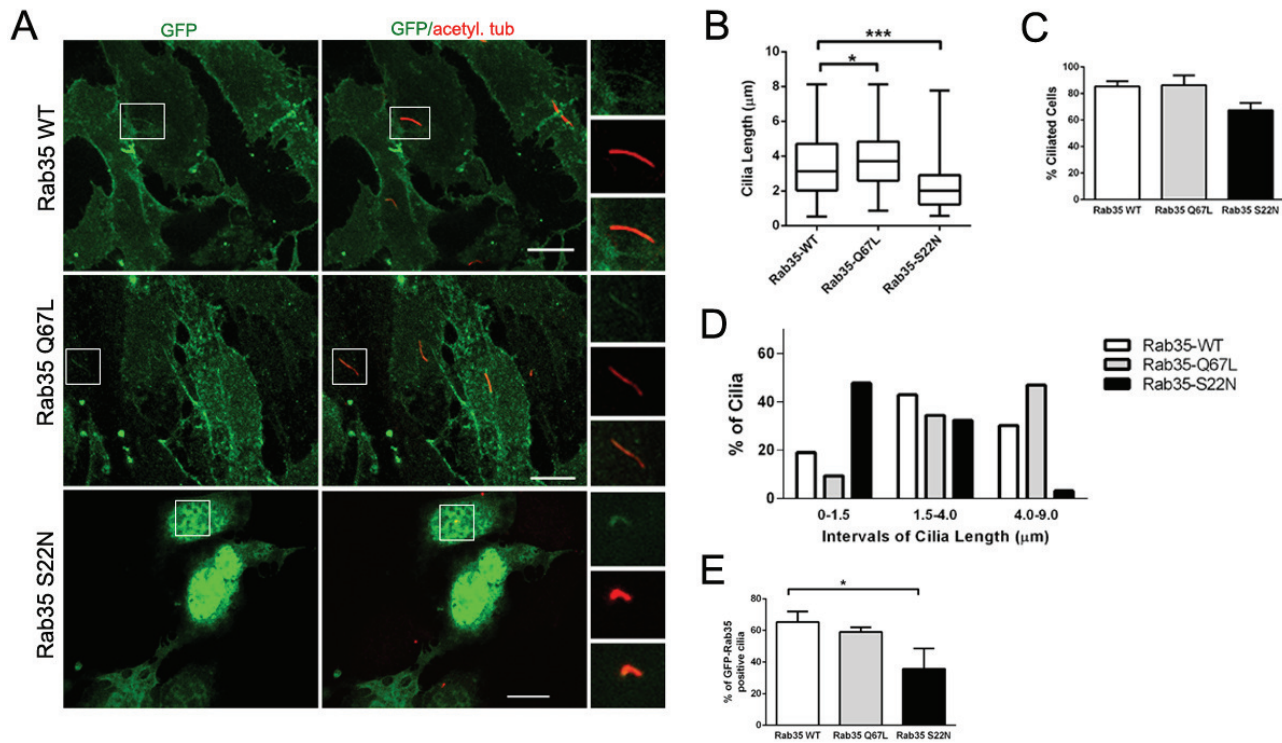 A
GFP
GFP/acetyl. tub
Rab35 WT
Rab35 Q67L
Rab35 S22N
B
***
*
Cilia Length (μm)
10
8
6
4
2
0
Rab35-WT
Rab35-Q67L
Rab35-S22N
C
% Ciliated Cells
100
80
60
40
20
0
Rab35 WT
Rab35 Q67L
Rab35 S22N
D
% of Cilia
60
40
20
0
0-1.5
1.5-4.0
4.0-9.0
Intervals of Cilia Length (μm)
Rab35-WT
Rab35-Q67L
Rab35-S22N
E
*
% of GFP-Rab35
positive cilia
80
60
40
20
0
Rab35 WT
Rab35 Q67L
Rab35 S22N